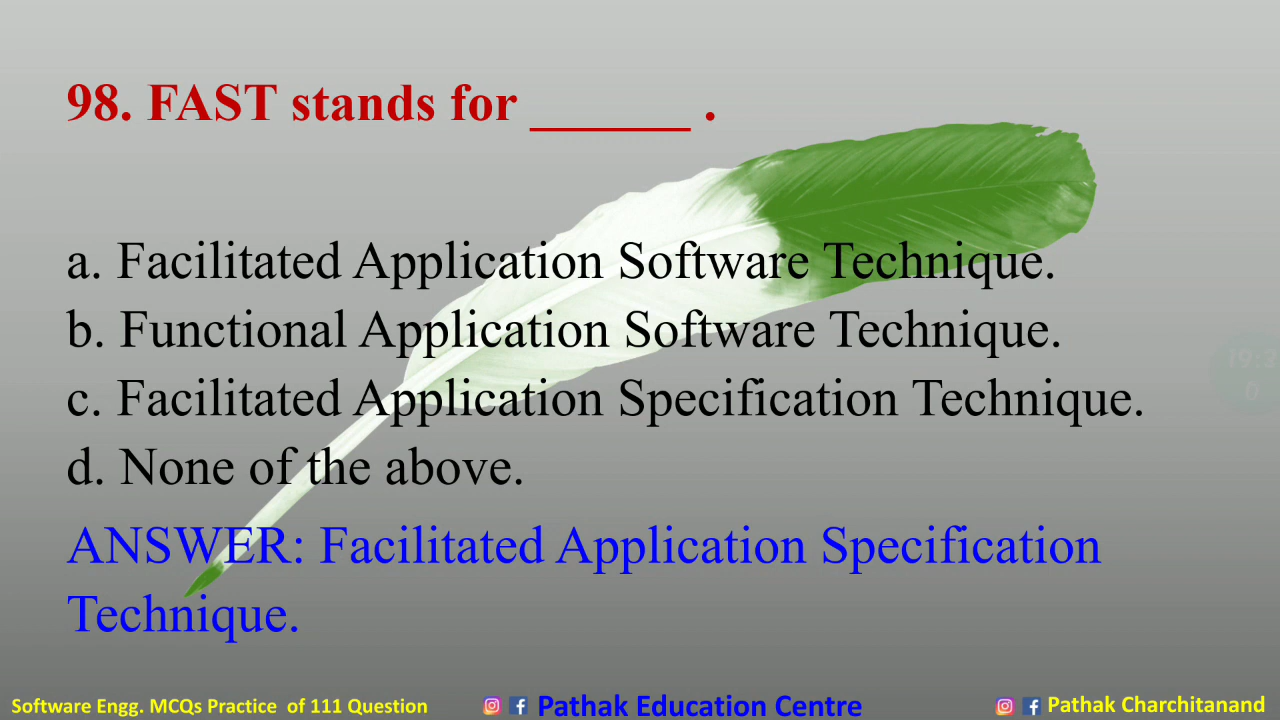 98. FAST stands for ______ .
a. Facilitated Application Software Technique.
b. Functional Application Software Technique.
c. Facilitated Application Specification Technique.
d. None of the above.
ANSWER: Facilitated Application Specification
Technique.
Software Engg. MCQs Practice of 111 Question
Pathak Education Centre
Pathak Charchitanand